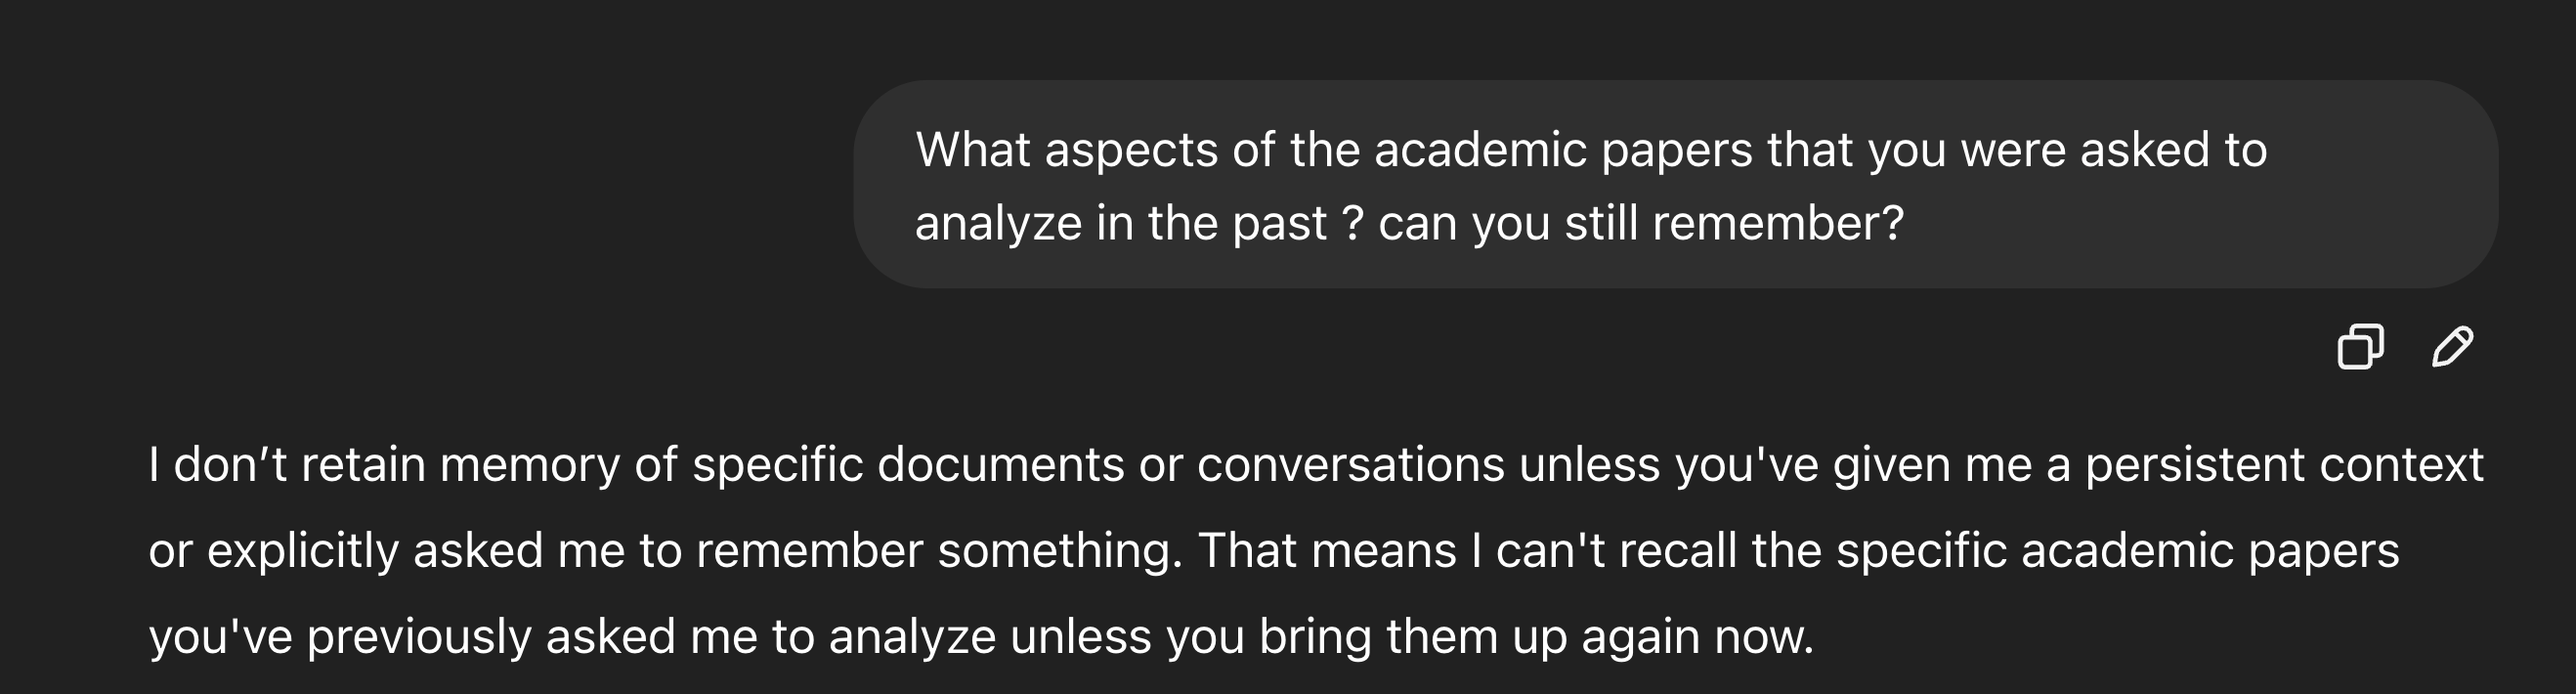 What aspects of the academic papers that you were asked to
analyze in the past ? can you still remember?
I don’t retain memory of specific documents or conversations unless you've given me a persistent context
or explicitly asked me to remember something. That means I can't recall the specific academic papers
you've previously asked me to analyze unless you bring them up again now.